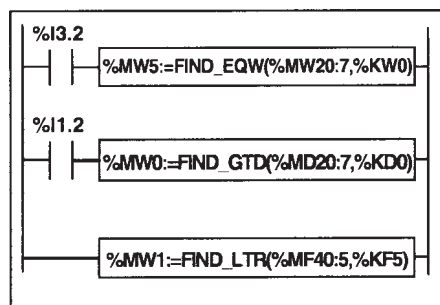 %I3.2
%MW5:=FIND_EQW(%MW20:7,%KW0)
%I1.2
%MW0:=FIND_GTD(%MD20:7,%KD0)
%MW1:=FIND_LTR(%MF40:5,%KF5)